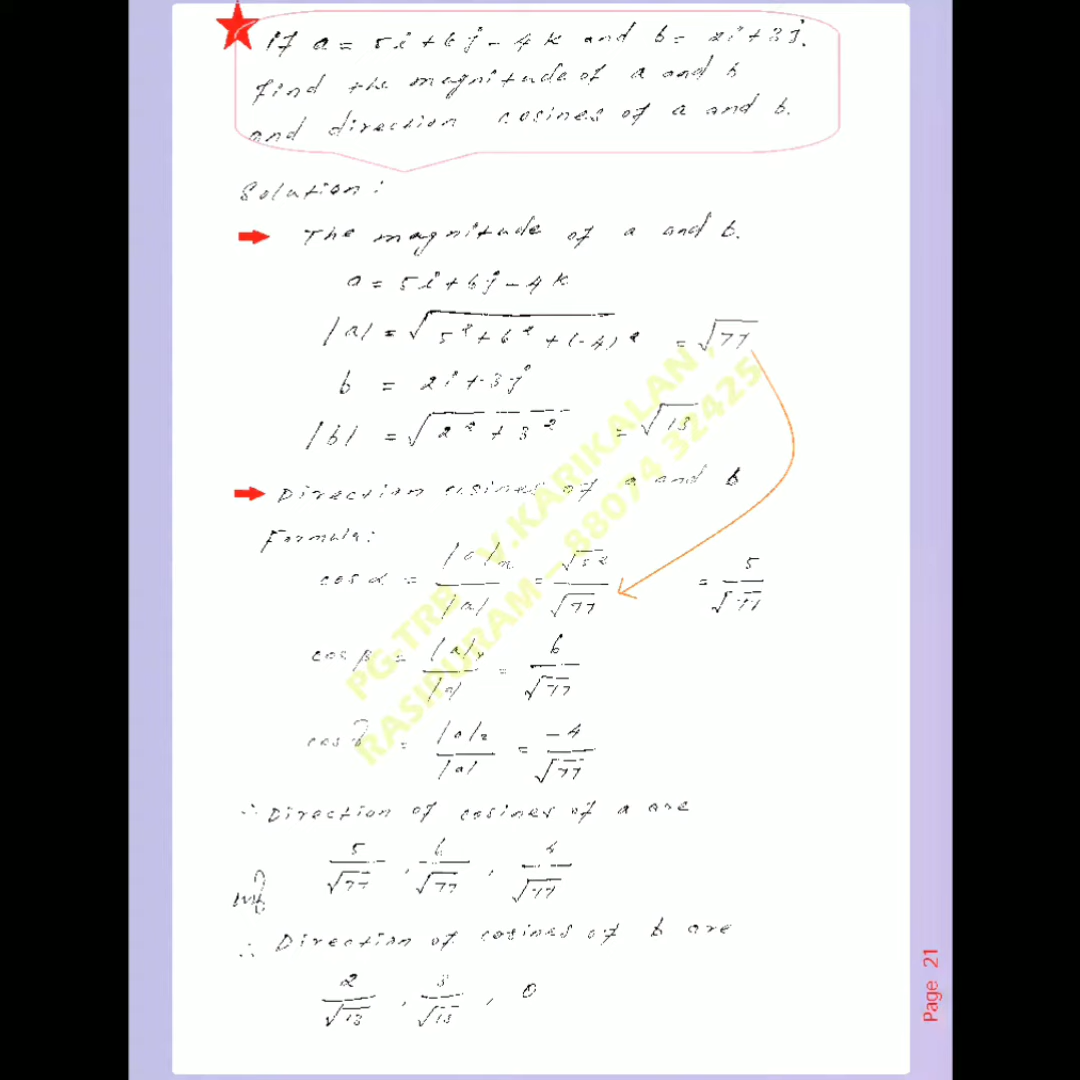 if a = 5i + 6j - 4k and b = 2i + 3j.
find the magnitude of a and b
and direction cosines of a and b.
Solution:
The magnitude of a and b.
a = 5i + 6j - 4k
|a| = √5² + 6² + (-4)² = √77
b = 2i + 3j
|b| = √2² + 3² = √13
Direction cosines of a and b
Formula:
cos α = |a|x / |a| = √5² / √77 = 5 / √77
cos β = |a|y / |a| = 6 / √77
cos γ = |a|z / |a| = -4 / √77
∴ Direction of cosines of a are
5/√77 , 6/√77 , 4/√77
∴ Direction of cosines of b are
2/√13 , 3/√13 , 0
PG-TRB V.KARIKALAN,
RASIPURAM - 88074 32425
Page 21